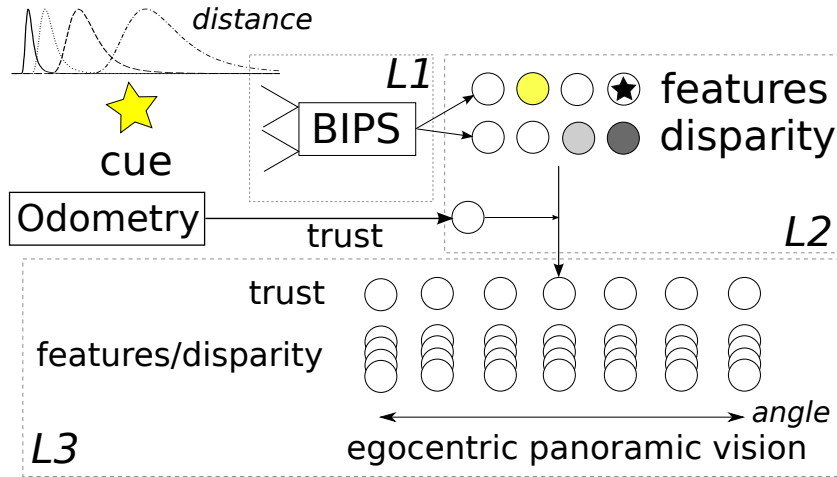 distance
L1
cue
BIPS
features
disparity
Odometry
trust
L2
trust
features/disparity
angle
L3
egocentric panoramic vision